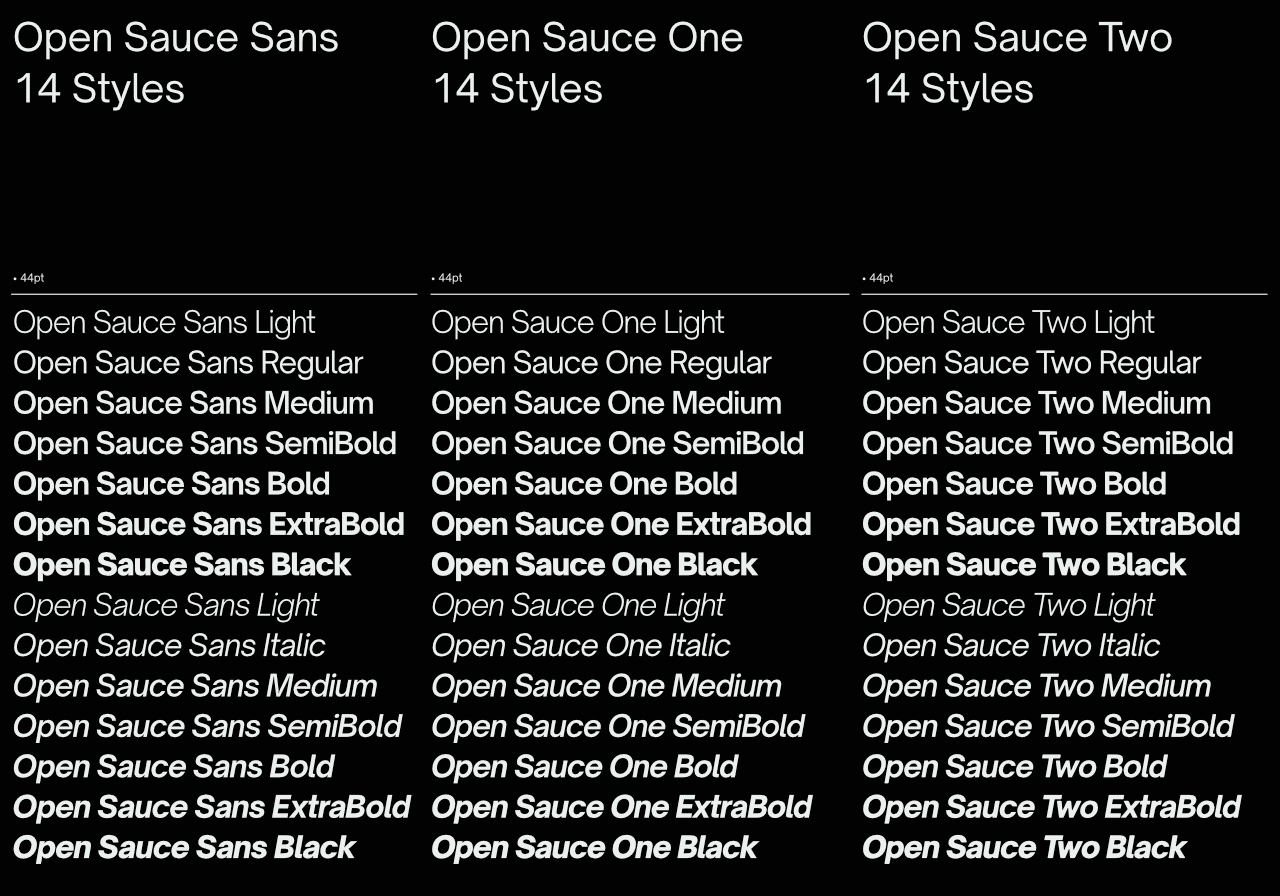 Open Sauce Sans
14 Styles
• 44pt
Open Sauce Sans Light
Open Sauce Sans Regular
Open Sauce Sans Medium
Open Sauce Sans SemiBold
Open Sauce Sans Bold
Open Sauce Sans ExtraBold
Open Sauce Sans Black
Open Sauce Sans Light
Open Sauce Sans Italic
Open Sauce Sans Medium
Open Sauce Sans SemiBold
Open Sauce Sans Bold
Open Sauce Sans ExtraBold
Open Sauce Sans Black
Open Sauce One
14 Styles
• 44pt
Open Sauce One Light
Open Sauce One Regular
Open Sauce One Medium
Open Sauce One SemiBold
Open Sauce One Bold
Open Sauce One ExtraBold
Open Sauce One Black
Open Sauce One Light
Open Sauce One Italic
Open Sauce One Medium
Open Sauce One SemiBold
Open Sauce One Bold
Open Sauce One ExtraBold
Open Sauce One Black
Open Sauce Two
14 Styles
• 44pt
Open Sauce Two Light
Open Sauce Two Regular
Open Sauce Two Medium
Open Sauce Two SemiBold
Open Sauce Two Bold
Open Sauce Two ExtraBold
Open Sauce Two Black
Open Sauce Two Light
Open Sauce Two Italic
Open Sauce Two Medium
Open Sauce Two SemiBold
Open Sauce Two Bold
Open Sauce Two ExtraBold
Open Sauce Two Black